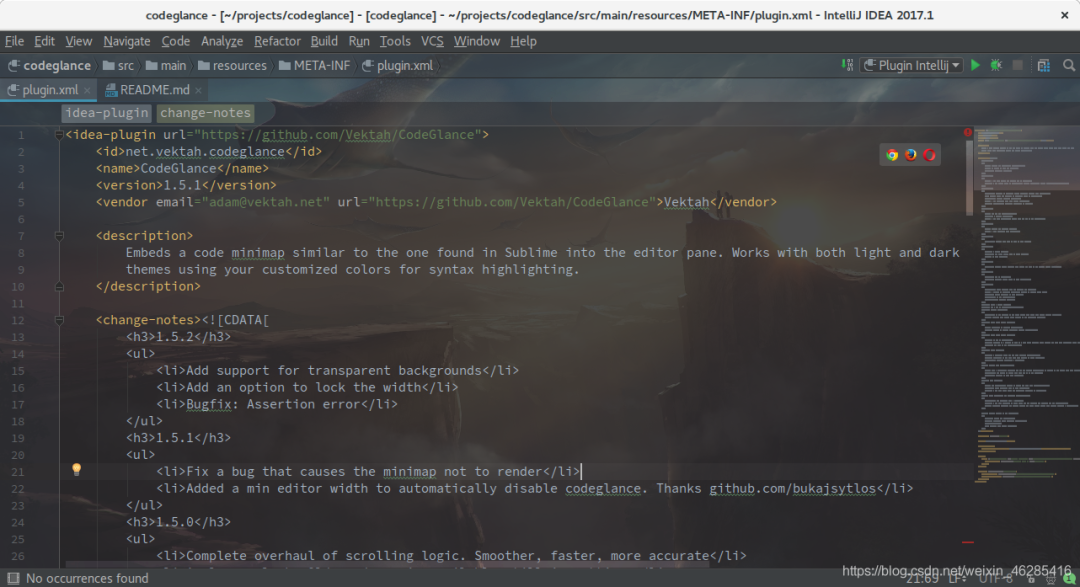 codeglance - [~/projects/codeglance] - [codeglance] - ~/projects/codeglance/src/main/resources/META-INF/plugin.xml - IntelliJ IDEA 2017.1
File Edit View Navigate Code Analyze Refactor Build Run Tools VCS Window Help
codeglance src main resources META-INF plugin.xml Plugin Intellij
plugin.xml README.md
idea-plugin change-notes
1 <idea-plugin url="https://github.com/Vektah/CodeGlance">
2 <id>net.vektah.codeglance</id>
3 <name>CodeGlance</name>
4 <version>1.5.1</version>
5 <vendor email="adam@vektah.net" url="https://github.com/Vektah/CodeGlance">Vektah</vendor>
6
7 <description>
8 Embeds a code minimap similar to the one found in Sublime into the editor pane. Works with both light and dark
9 themes using your customized colors for syntax highlighting.
10 </description>
11
12 <change-notes><![CDATA[
13 <h3>1.5.2</h3>
14 <ul>
15 <li>Add support for transparent backgrounds</li>
16 <li>Add an option to lock the width</li>
17 <li>Bugfix: Assertion error</li>
18 </ul>
19 <h3>1.5.1</h3>
20 <ul>
21 <li>Fix a bug that causes the minimap not to render</li>
22 <li>Added a min editor width to automatically disable codeglance. Thanks github.com/bukajsytlos</li>
23 </ul>
24 <h3>1.5.0</h3>
25 <ul>
26 <li>Complete overhaul of scrolling logic. Smoother, faster, more accurate</li>
No occurrences found 21:69 LF UTF-8
https://blog.csdn.net/weixin_46285416